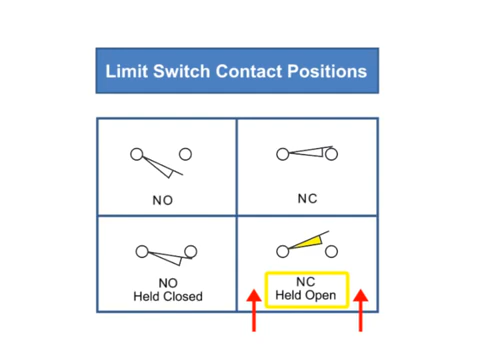 Limit Switch Contact Positions
NO
NC
NO
Held Closed
NC
Held Open